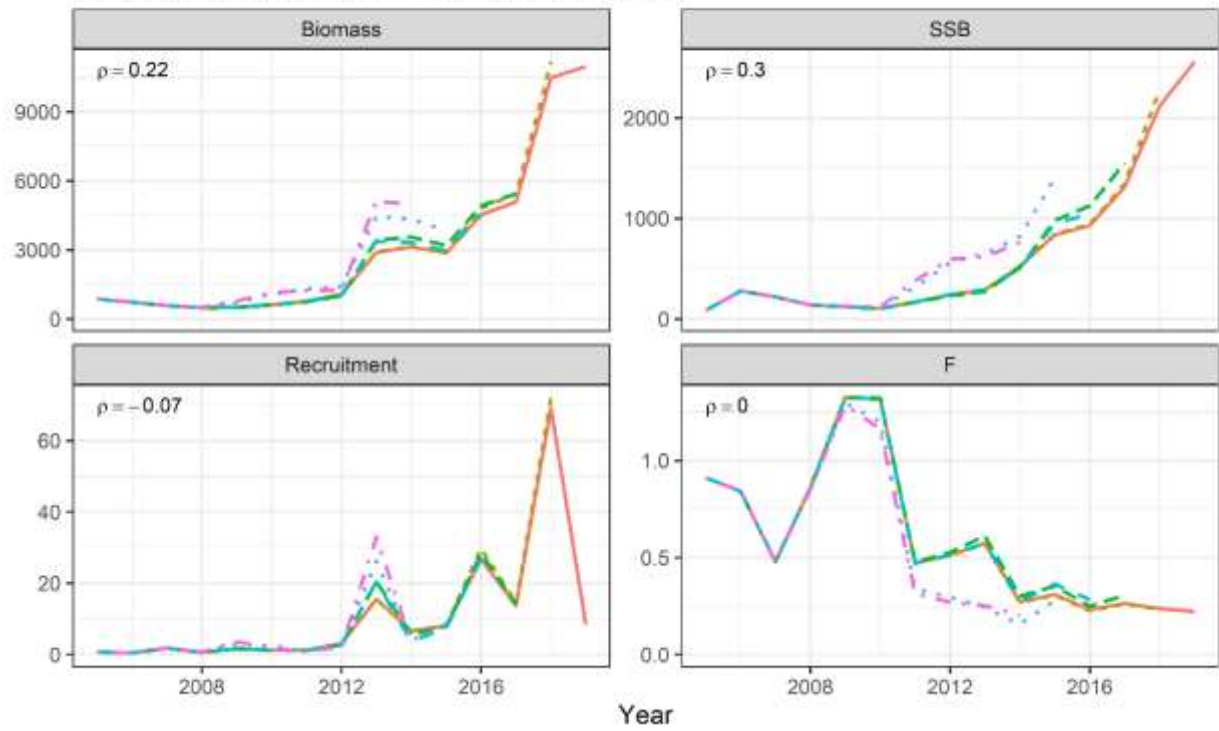 Biomass
SSB
ρ = 0.22
ρ = 0.3
9000
6000
3000
0
2000
1000
0
Recruitment
F
ρ = −0.07
ρ = 0
60
40
20
0
1.0
0.5
0.0
2008 2012 2016
2008 2012 2016
Year